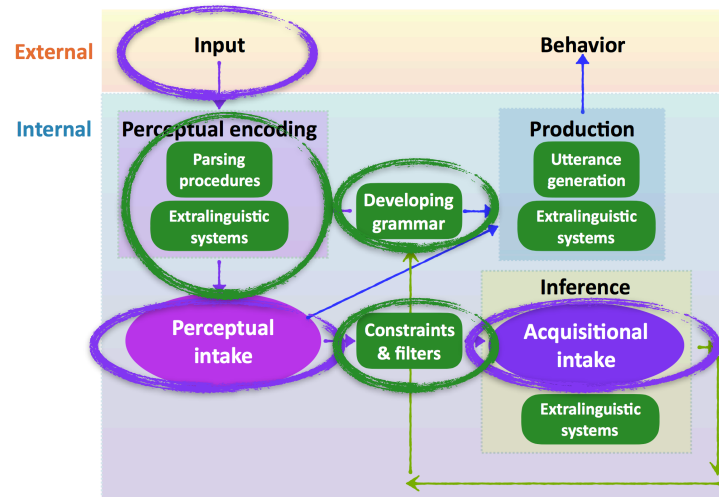 External
Input
Behavior
Internal
Perceptual encoding
Parsing
procedures
Extralinguistic
systems
Developing
grammar
Production
Utterance
generation
Extralinguistic
systems
Perceptual
intake
Constraints
& filters
Inference
Acquisitional
intake
Extralinguistic
systems